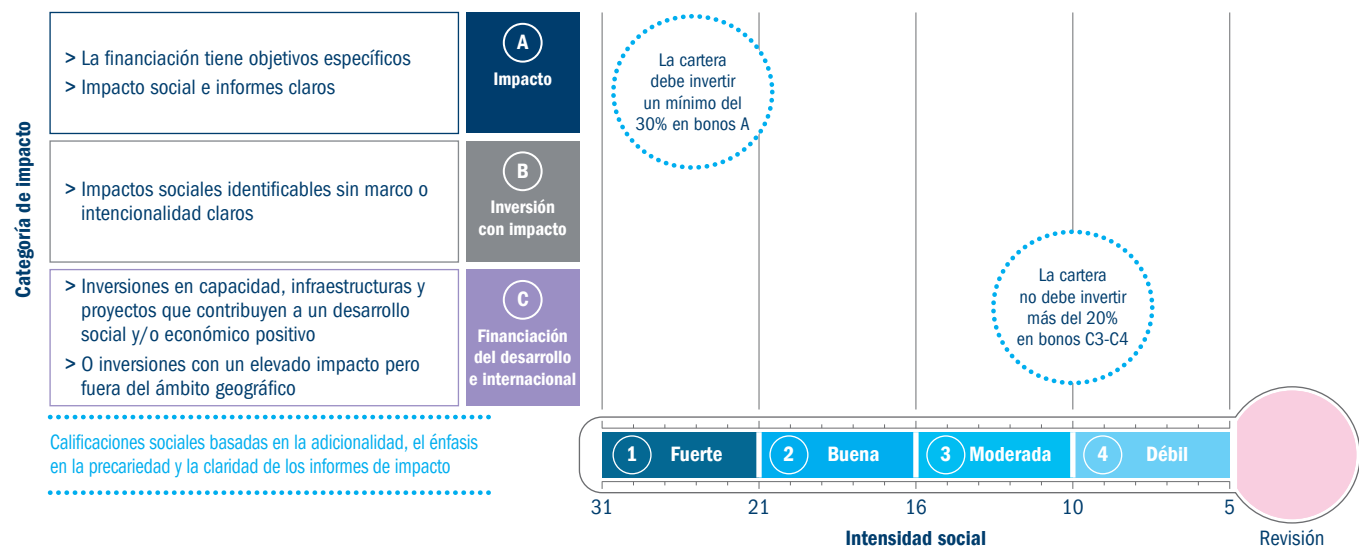 Categoría de impacto
> La financiación tiene objetivos específicos
> Impacto social e informes claros
A
Impacto
> Impactos sociales identificables sin marco o
intencionalidad claros
B
Inversión
con impacto
> Inversiones en capacidad, infraestructuras y
proyectos que contribuyen a un desarrollo
social y/o económico positivo
> O inversiones con un elevado impacto pero
fuera del ámbito geográfico
C
Financiación
del desarrollo
e internacional
La cartera
debe invertir
un mínimo del
30% en bonos A
La cartera
no debe invertir
más del 20%
en bonos C3-C4
Calificaciones sociales basadas en la adicionalidad, el énfasis
en la precariedad y la claridad de los informes de impacto
1 Fuerte
2 Buena
3 Moderada
4 Débil
31 21 16 10 5
Intensidad social
Revisión